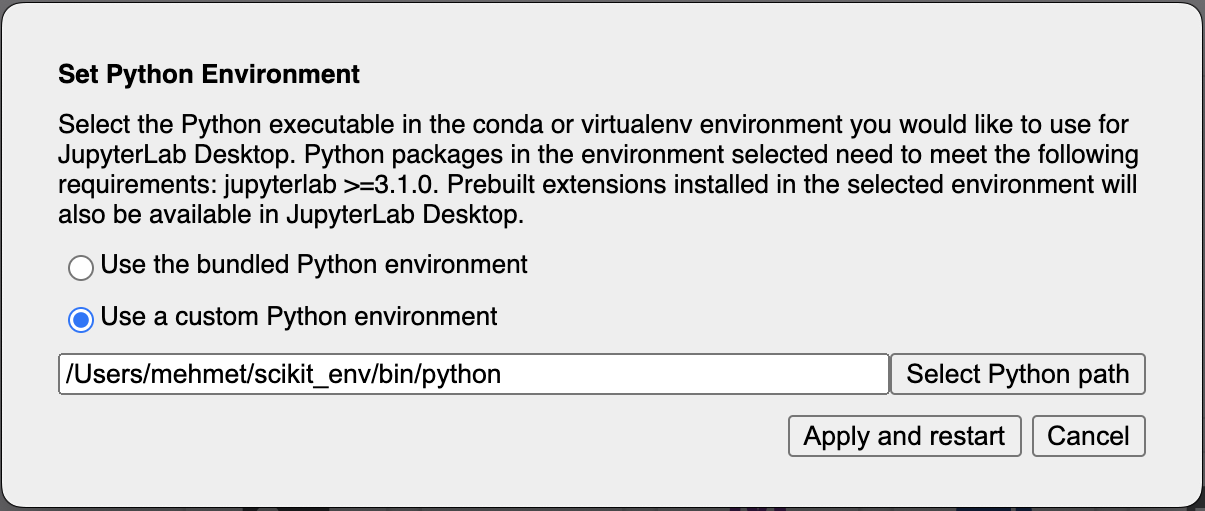 Set Python Environment
Select the Python executable in the conda or virtualenv environment you would like to use for
JupyterLab Desktop. Python packages in the environment selected need to meet the following
requirements: jupyterlab >=3.1.0. Prebuilt extensions installed in the selected environment will
also be available in JupyterLab Desktop.
Use the bundled Python environment
Use a custom Python environment
/Users/mehmet/scikit_env/bin/python
Select Python path
Apply and restart
Cancel